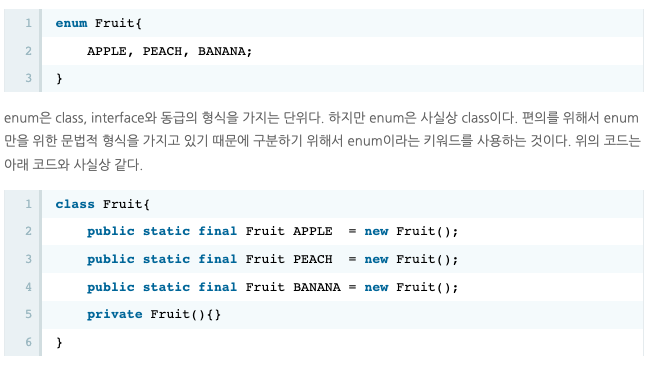 1 enum Fruit{
2     APPLE, PEACH, BANANA;
3 }
enum은 class, interface와 동급의 형식을 가지는 단위다. 하지만 enum은 사실상 class이다. 편의를 위해서 enum
만을 위한 문법적 형식을 가지고 있기 때문에 구분하기 위해서 enum이라는 키워드를 사용하는 것이다. 위의 코드는
아래 코드와 사실상 같다.
1 class Fruit{
2     public static final Fruit APPLE  = new Fruit();
3     public static final Fruit PEACH  = new Fruit();
4     public static final Fruit BANANA = new Fruit();
5     private Fruit(){}
6 }